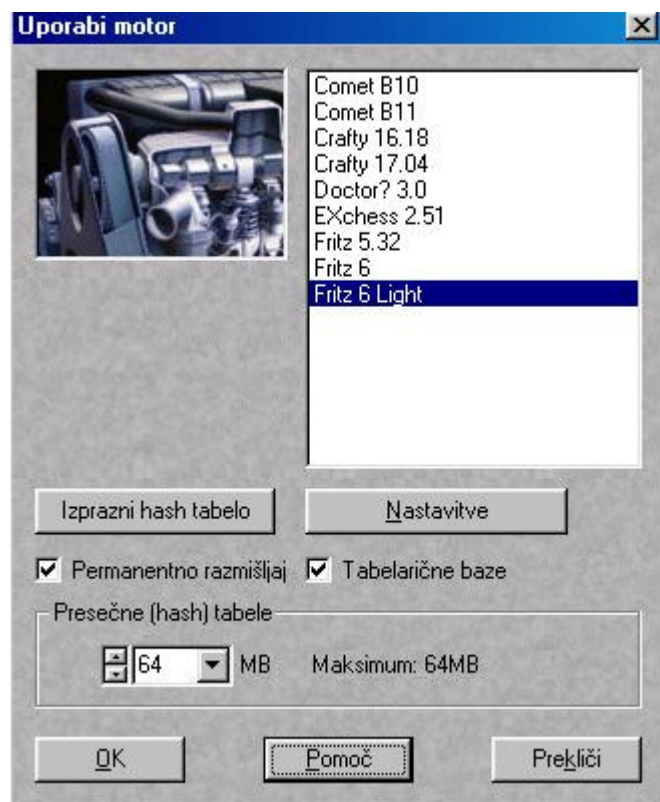 Uporabi motor
Comet B10
Comet B11
Crafty 16.18
Crafty 17.04
Doctor? 3.0
EXchess 2.51
Fritz 5.32
Fritz 6
Fritz 6 Light
Izprazni hash tabelo
Nastavitve
Permanentno razmišljaj
Tabelarične baze
Presečne (hash) tabele
64 MB Maksimum: 64MB
OK
Pomoč
Prekliči